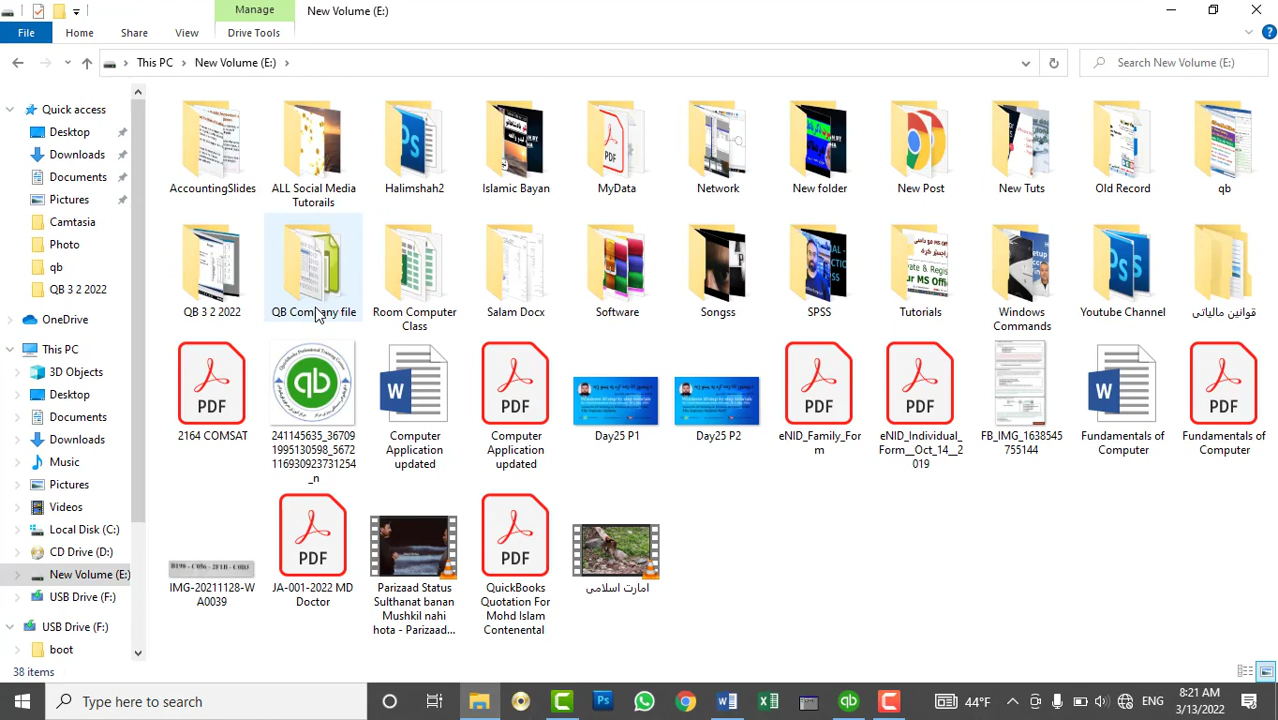 Manage
New Volume (E:)
File
Home
Share
View
Drive Tools
This PC
New Volume (E:)
Search New Volume (E:)
Quick access
Desktop
Downloads
Documents
Pictures
Camtasia
Photo
qb
QB 3 2 2022
OneDrive
This PC
3D Objects
Desktop
Documents
Downloads
Music
Pictures
Videos
Local Disk (C:)
CD Drive (D:)
New Volume (E:)
USB Drive (F:)
USB Drive (F:)
boot
AccountingSlides
ALL Social Media
Tutorails
Halimshah2
Islamic Bayan
MyData
Network
New folder
New Post
New Tuts
Old Record
qb
QB 3 2 2022
QB Company file
Room Computer
Class
Salam Docx
Software
Songss
SPSS
Tutorials
Windows
Commands
Youtube Channel
قوانین مالیاتی
2164 COMSAT
241145635_36709
1995130598_5672
116930923731254
_n
Computer
Application
updated
Computer
Application
updated
Day25 P1
Day25 P2
eNID_Family_For
m
eNID_Individual_
Form__Oct_14__2
019
FB_IMG_1638545
755144
Fundamentals of
Computer
Fundamentals of
Computer
IMG-20211128-W
A0039
JA-001-2022 MD
Doctor
Parizaad Status
Sulthanat banan
Mushkil nahi
hota - Parizaad...
QuickBooks
Quotation For
Mohd Islam
Contenental
امارت اسلامی
38 items
Type here to search
44°F
ENG
8:21 AM
3/13/2022